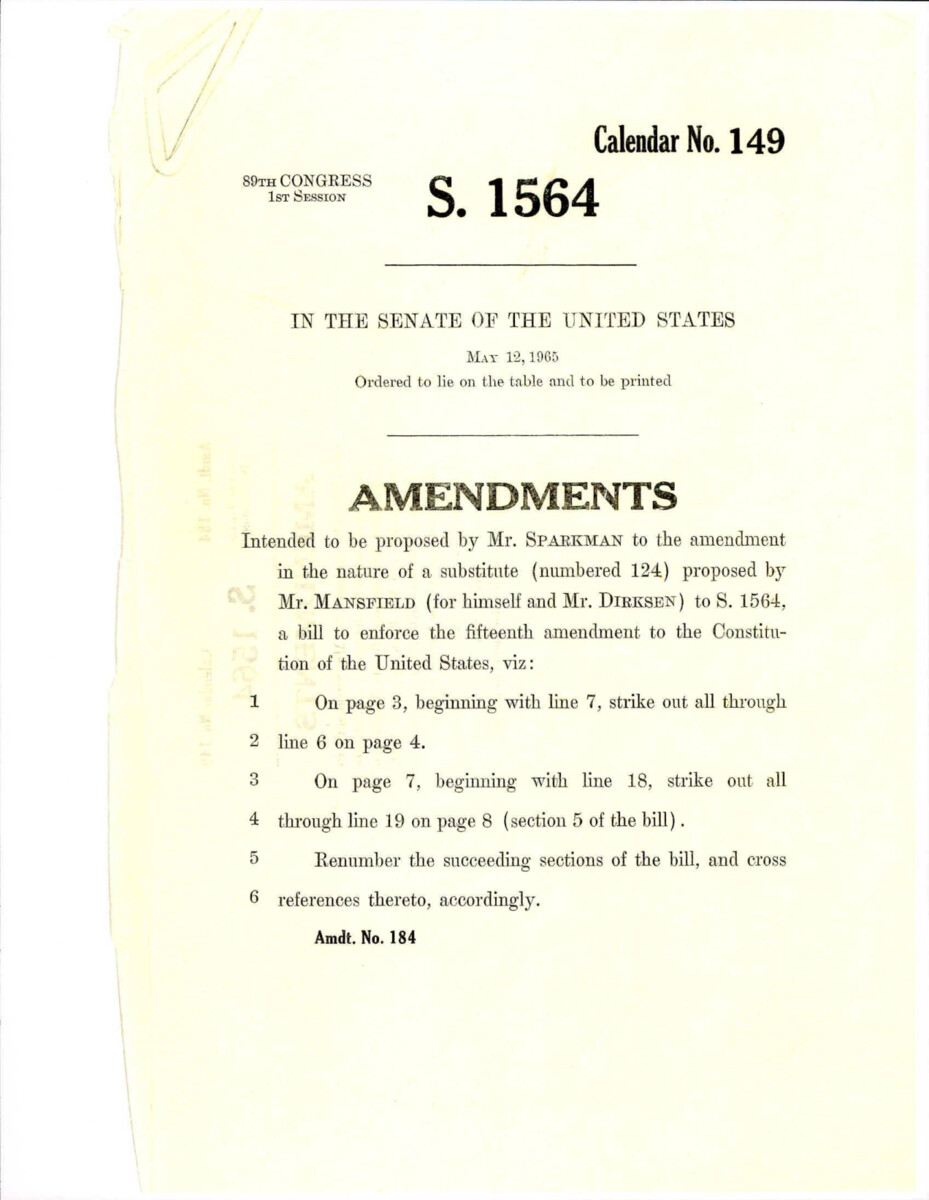 Calendar No. 149
89TH CONGRESS
1ST SESSION
S. 1564
IN THE SENATE OF THE UNITED STATES
MAY 12, 1965
Ordered to lie on the table and to be printed
AMENDMENTS
Intended to be proposed by Mr. SPARKMAN to the amendment
in the nature of a substitute (numbered 124) proposed by
Mr. MANSFIELD (for himself and Mr. DIRKSEN) to S. 1564,
a bill to enforce the fifteenth amendment to the Constitu-
tion of the United States, viz:
1 On page 3, beginning with line 7, strike out all through
2 line 6 on page 4.
3 On page 7, beginning with line 18, strike out all
4 through line 19 on page 8 (section 5 of the bill).
5 Renumber the succeeding sections of the bill, and cross
6 references thereto, accordingly.
Amdt. No. 184